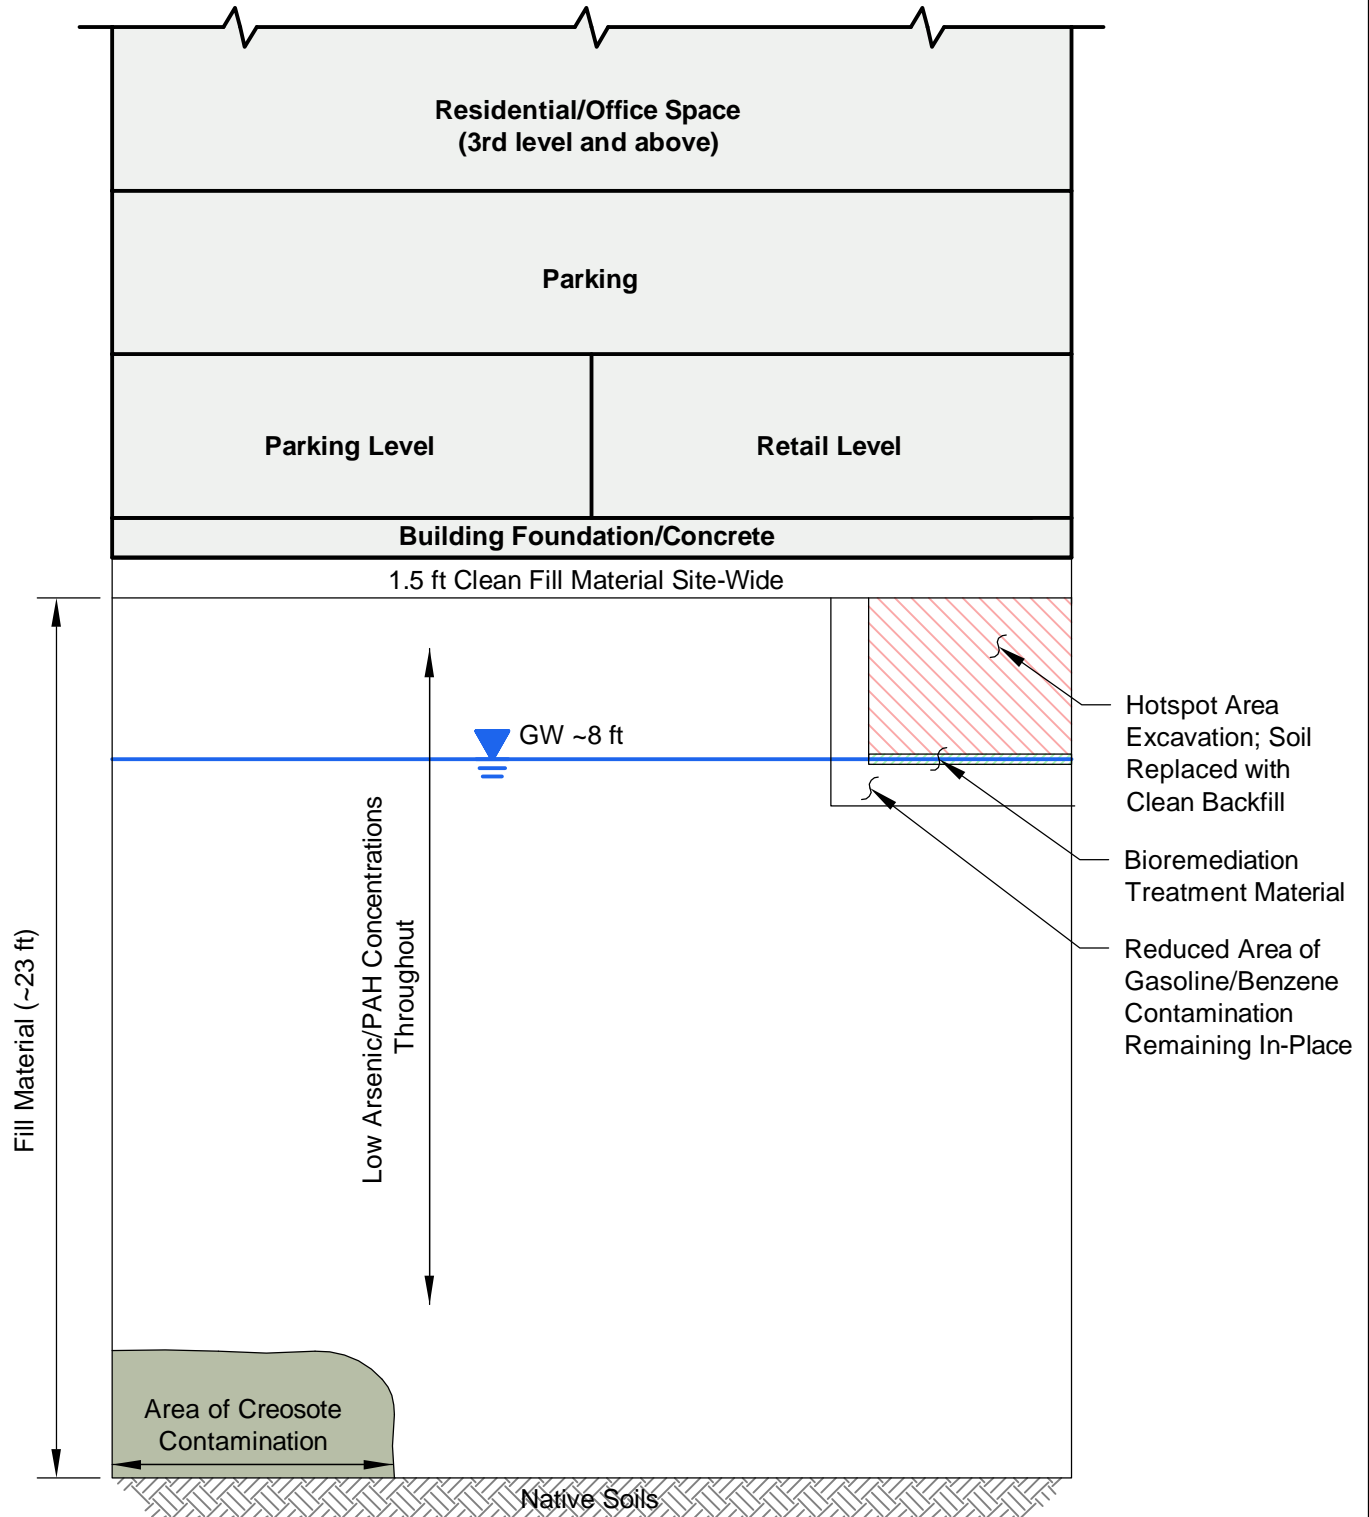 Residential/Office Space
(3rd level and above)
Parking
Parking Level
Retail Level
Building Foundation/Concrete
1.5 ft Clean Fill Material Site-Wide
GW ~8 ft
Hotspot Area
Excavation; Soil
Replaced with
Clean Backfill
Bioremediation
Treatment Material
Reduced Area of
Gasoline/Benzene
Contamination
Remaining In-Place
Low Arsenic/PAH Concentrations
Throughout
Fill Material (~23 ft)
Area of Creosote
Contamination
Native Soils